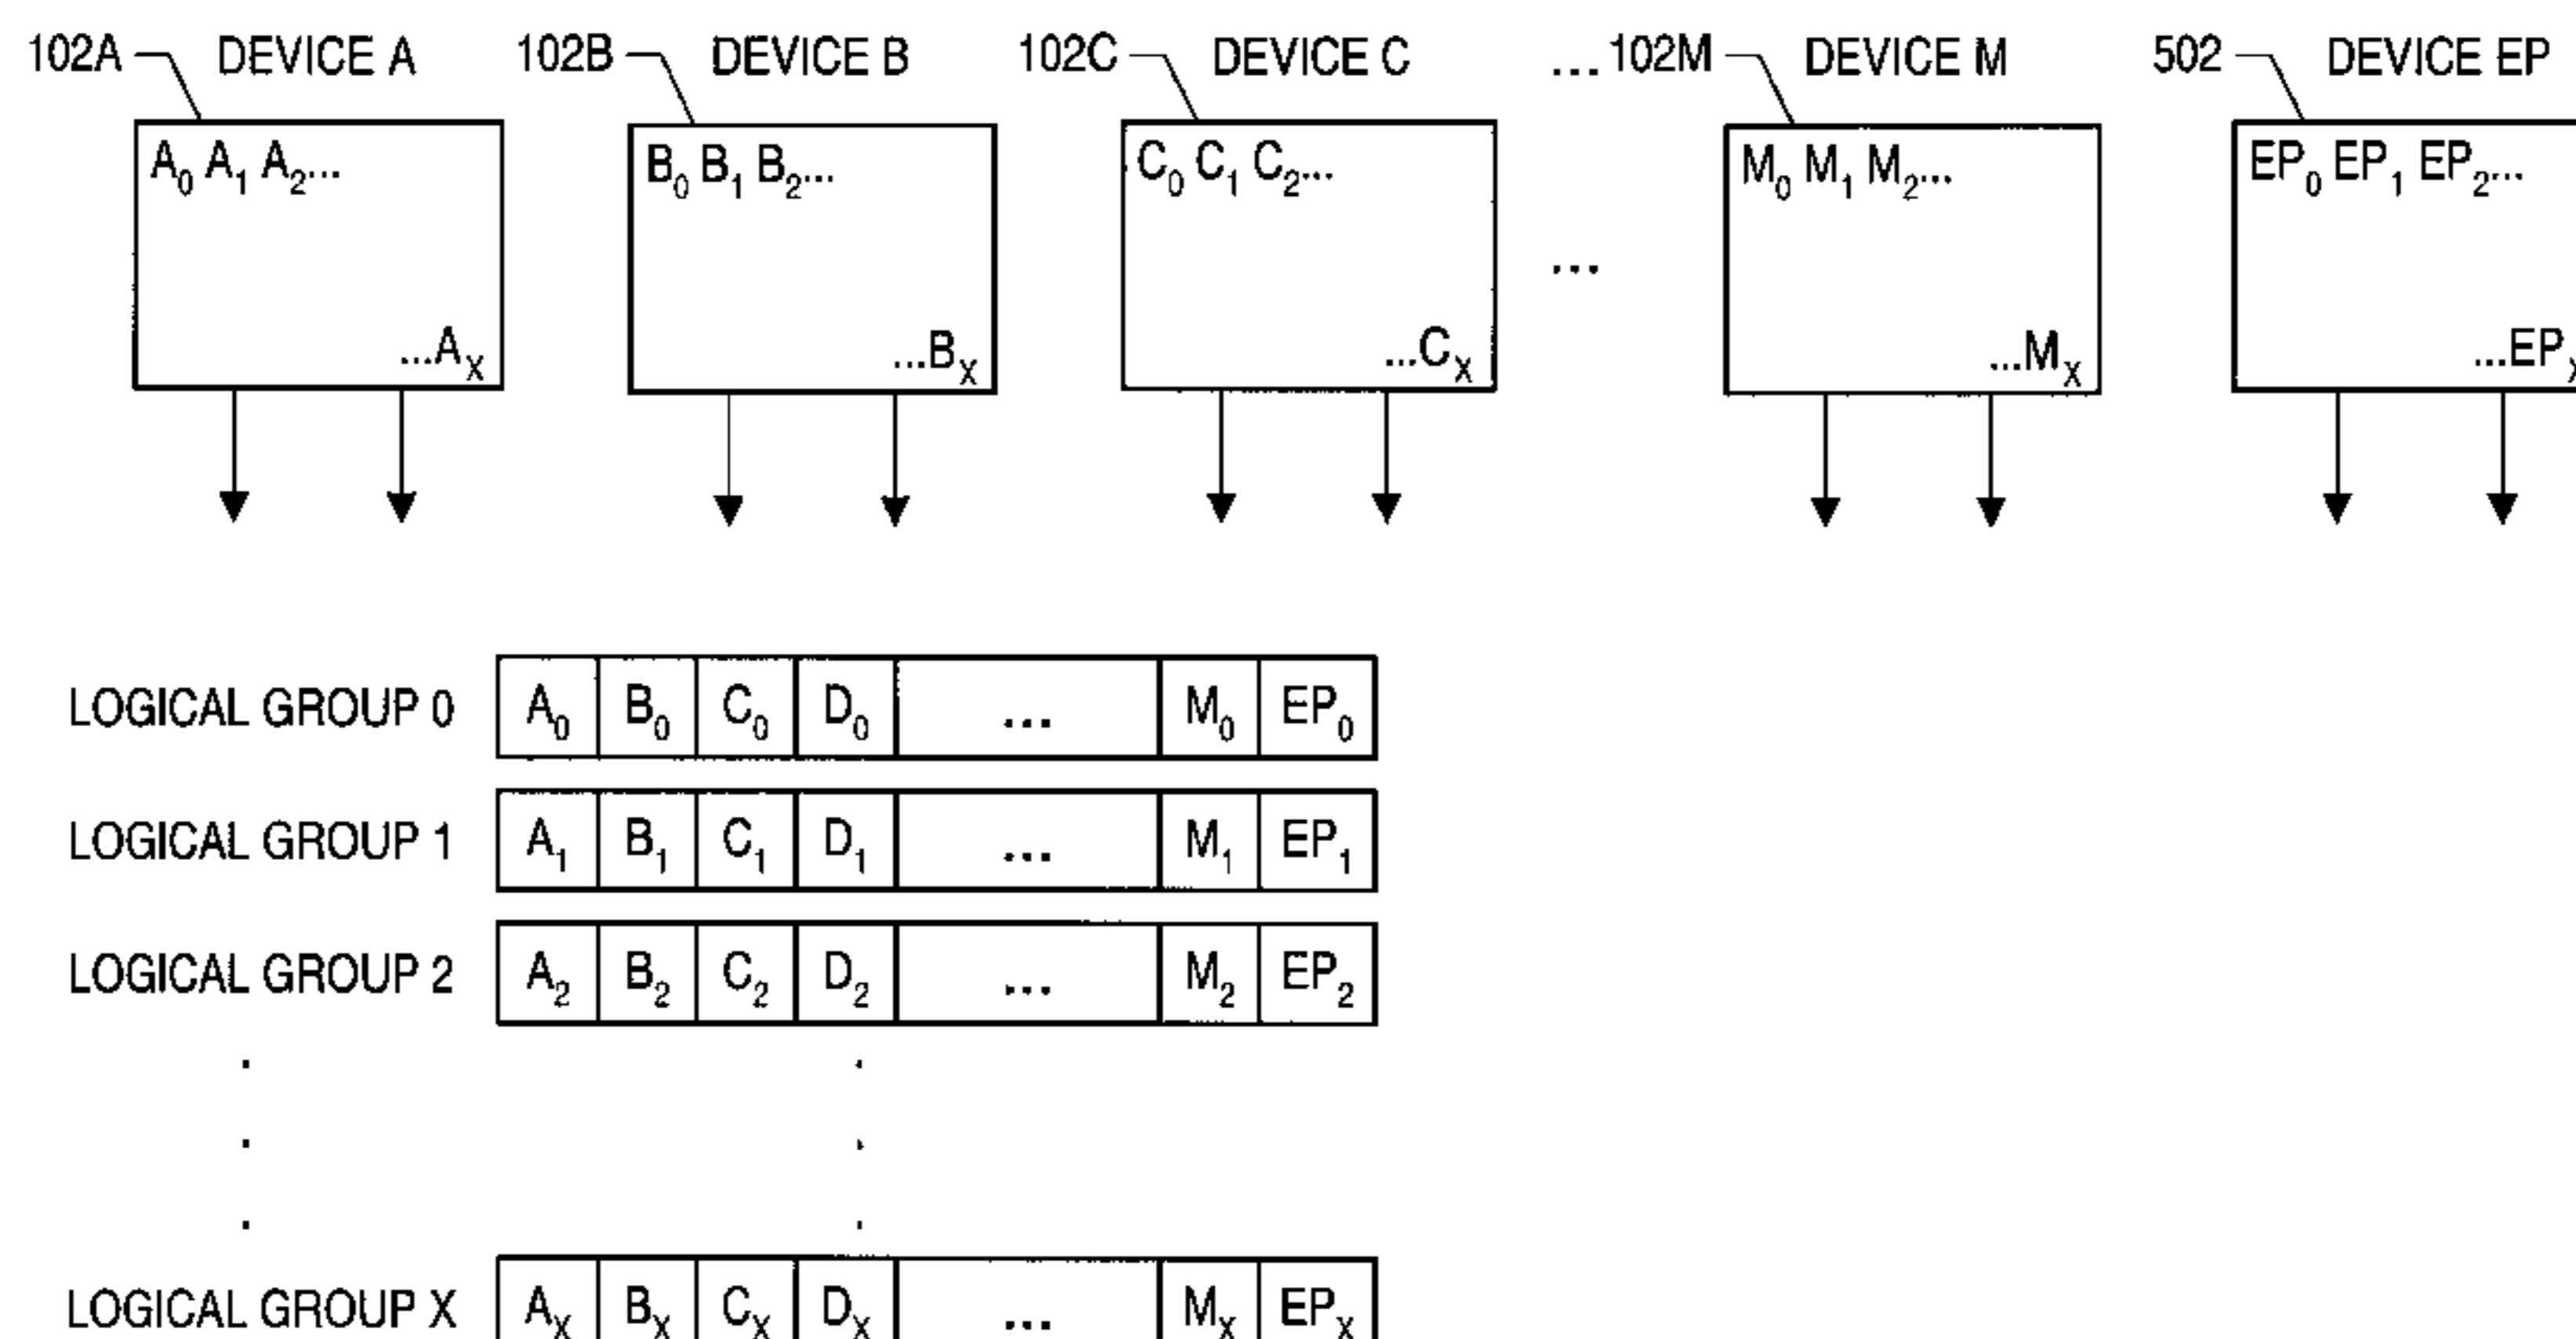 102A DEVICE A 102B DEVICE B 102C DEVICE C ...102M DEVICE M 502 DEVICE EP
A₀ A₁ A₂... B₀ B₁ B₂... C₀ C₁ C₂... M₀ M₁ M₂... EP₀ EP₁ EP₂...
...
...Aₓ ...Bₓ ...Cₓ ...Mₓ ...EPₓ
LOGICAL GROUP 0 A₀ B₀ C₀ D₀ ... M₀ EP₀
LOGICAL GROUP 1 A₁ B₁ C₁ D₁ ... M₁ EP₁
LOGICAL GROUP 2 A₂ B₂ C₂ D₂ ... M₂ EP₂
LOGICAL GROUP X Aₓ Bₓ Cₓ Dₓ ... Mₓ EPₓ